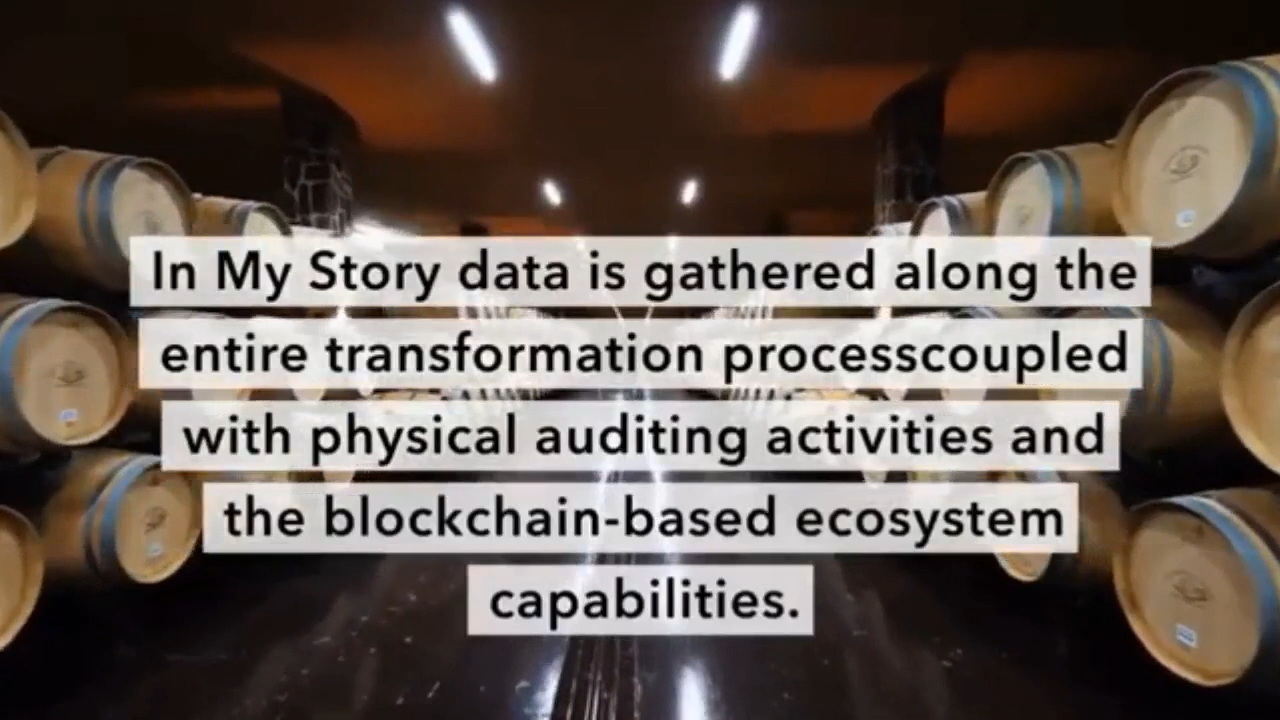 In My Story data is gathered along the
entire transformation processcoupled
with physical auditing activities and
the blockchain-based ecosystem
capabilities.